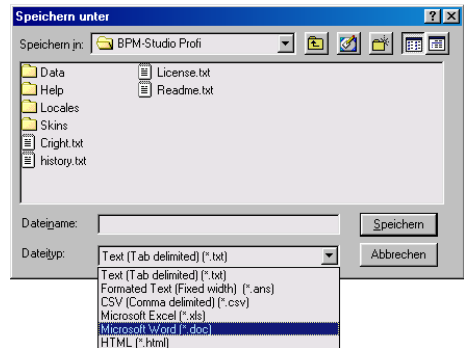 Speichern unter
Speichern in: BPM-Studio Profi
Data
Help
Locales
Skins
Cright.txt
history.txt
License.txt
Readme.txt
Dateiname: Speichern
Dateityp: Text (Tab delimited) (*.txt) Abbrechen
Text (Tab delimited) (*.txt)
Formated Text (Fixed width) (*.ans)
CSV (Comma delimited) (*.csv)
Microsoft Excel (*.xls)
Microsoft Word (*.doc)
HTML (*.html)